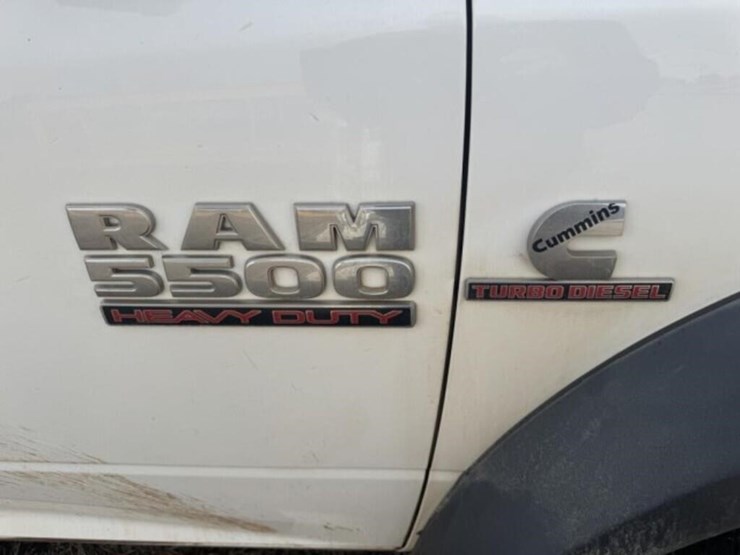 RAM
5500
HEAVY DUTY
Cummins
TURBO DIESEL